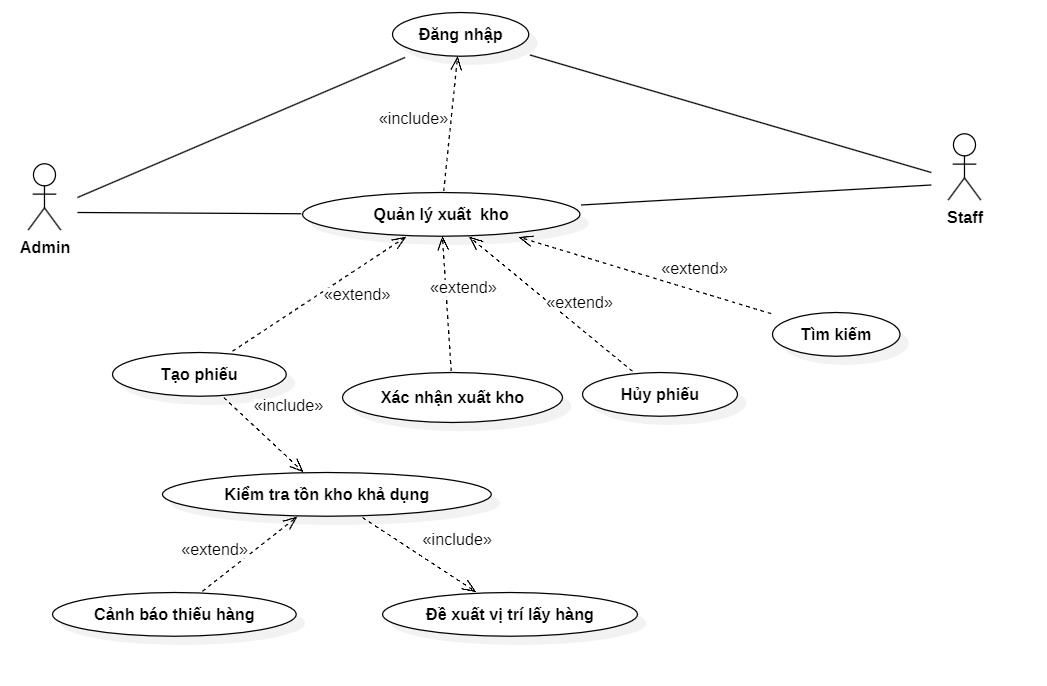 Đăng nhập
«include»
Admin
Staff
Quản lý xuất kho
«extend»
«extend»
«extend»
«extend»
Tìm kiếm
Tạo phiếu
Xác nhận xuất kho
Hủy phiếu
«include»
Kiểm tra tồn kho khả dụng
«extend»
«include»
Cảnh báo thiếu hàng
Đề xuất vị trí lấy hàng